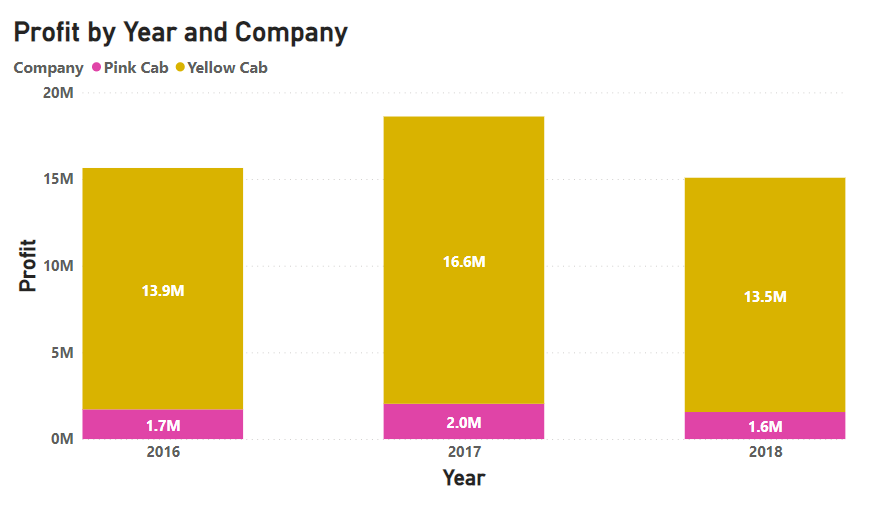 Profit by Year and Company
Company Pink Cab Yellow Cab
20M
15M
10M
5M
0M
Profit
13.9M
16.6M
13.5M
1.7M
2.0M
1.6M
2016 2017 2018
Year